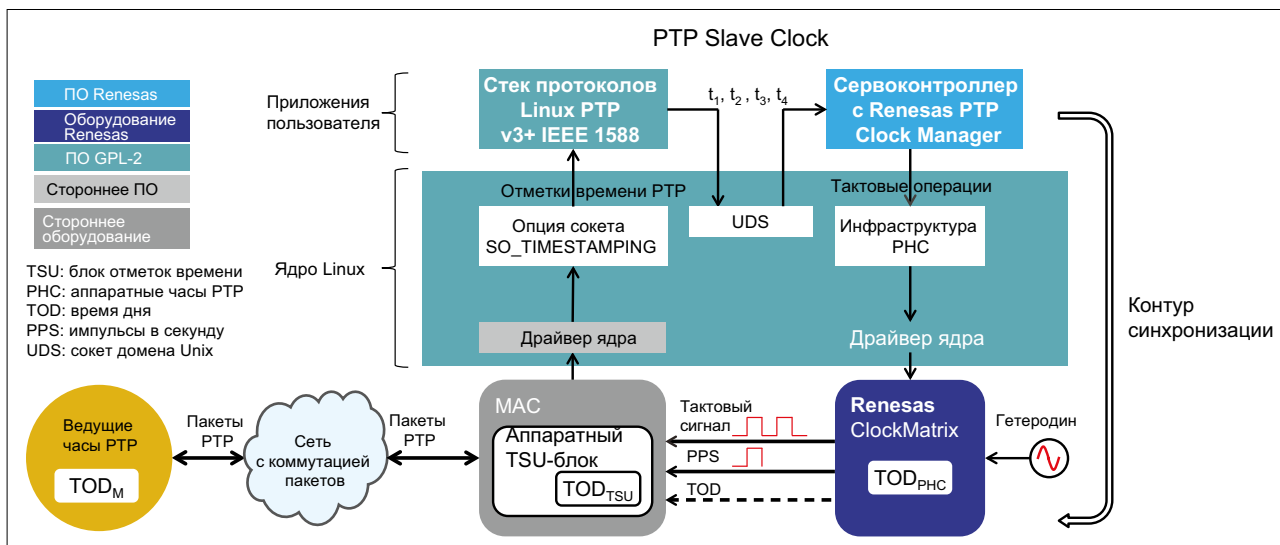 PTP Slave Clock
ПО Renesas
Оборудование
Renesas
ПО GPL-2
Стороннее ПО
Стороннее
оборудование
TSU: блок отметок времени
PHC: аппаратные часы PTP
TOD: время дня
PPS: импульсы в секунду
UDS: сокет домена Unix
Приложения
пользователя
Стек протоколов
Linux PTP
v3+ IEEE 1588
t1, t2 , t3, t4
Сервоконтроллер
с Renesas PTP
Clock Manager
Ядро Linux
Отметки времени PTP
Тактовые операции
Опция сокета
SO_TIMESTAMPING
UDS
Инфраструктура
PHC
Драйвер ядра
Драйвер ядра
Контур
синхронизации
Ведущие
часы PTP
TODM
Пакеты
PTP
Сеть
с коммутацией
пакетов
Пакеты
PTP
MAC
Аппаратный
TSU-блок
TODTSU
Тактовый
сигнал
PPS
TOD
Renesas
ClockMatrix
TODPHC
Гетеродин